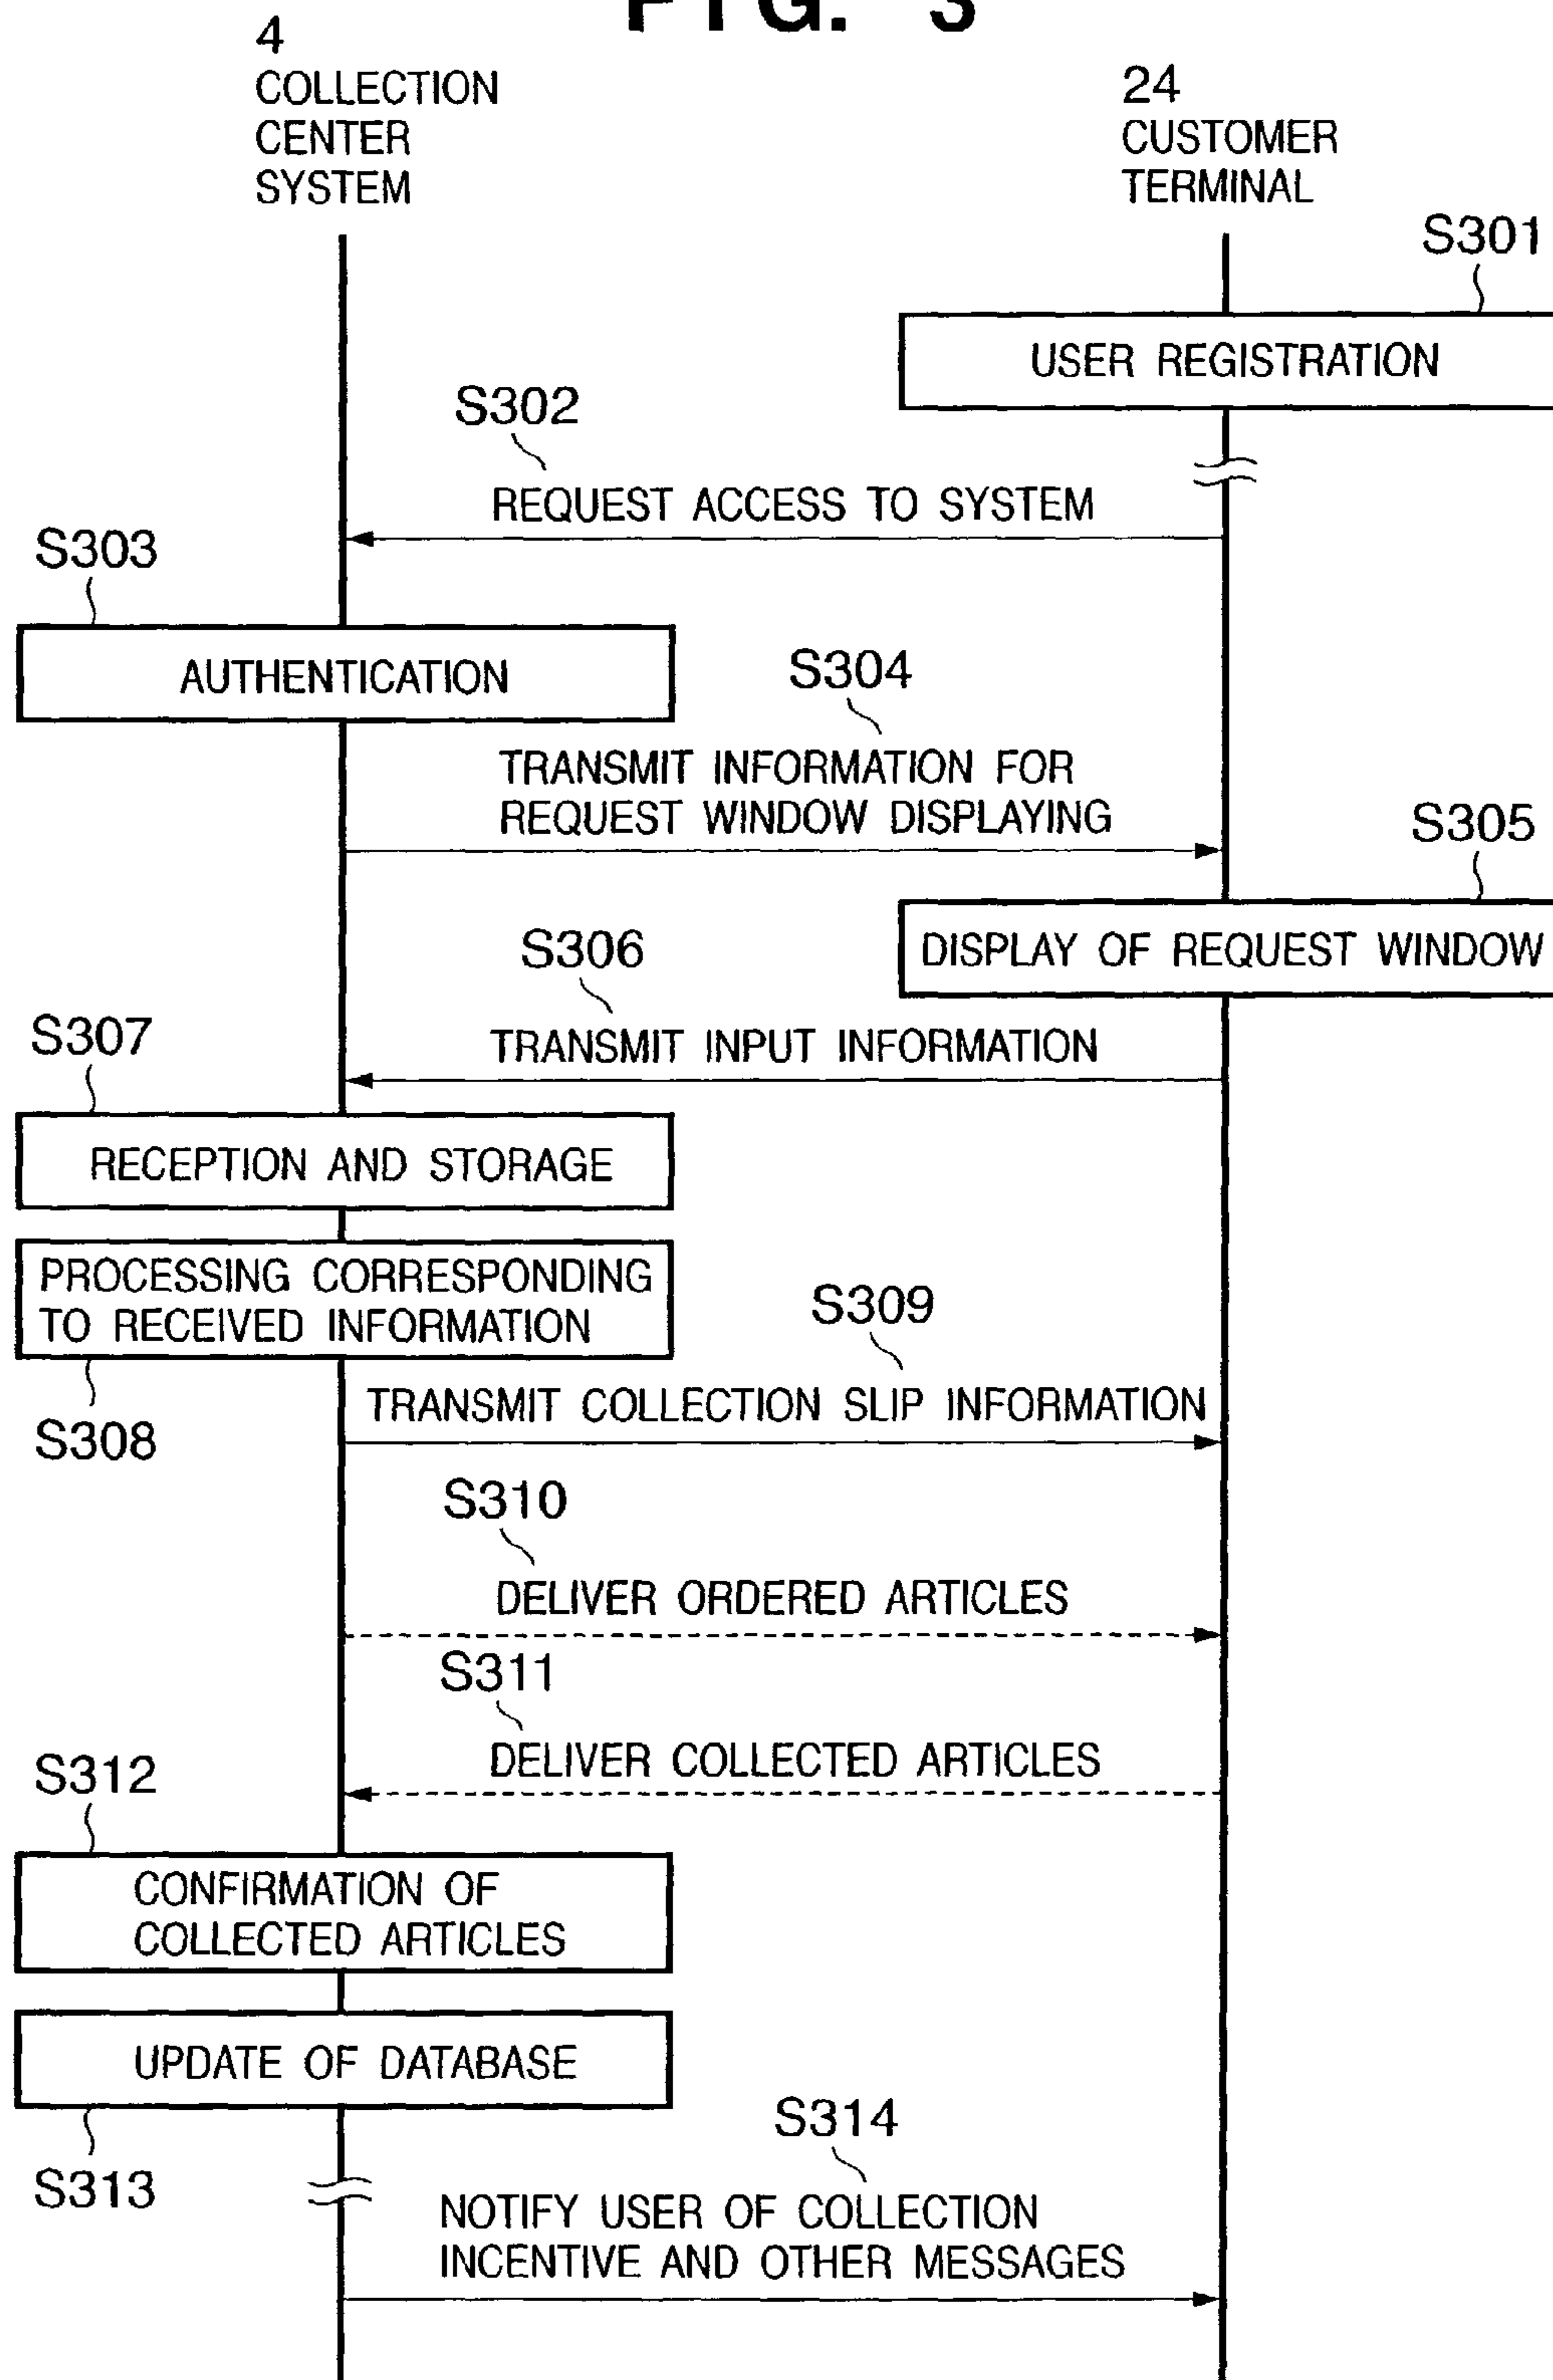 FIG. 3
4
COLLECTION
CENTER
SYSTEM
24
CUSTOMER
TERMINAL
S301
USER REGISTRATION
S302
REQUEST ACCESS TO SYSTEM
S303
AUTHENTICATION
S304
TRANSMIT INFORMATION FOR
REQUEST WINDOW DISPLAYING
S305
DISPLAY OF REQUEST WINDOW
S306
TRANSMIT INPUT INFORMATION
S307
RECEPTION AND STORAGE
PROCESSING CORRESPONDING
TO RECEIVED INFORMATION
S308
S309
TRANSMIT COLLECTION SLIP INFORMATION
S310
DELIVER ORDERED ARTICLES
S311
DELIVER COLLECTED ARTICLES
S312
CONFIRMATION OF
COLLECTED ARTICLES
UPDATE OF DATABASE
S313
S314
NOTIFY USER OF COLLECTION
INCENTIVE AND OTHER MESSAGES